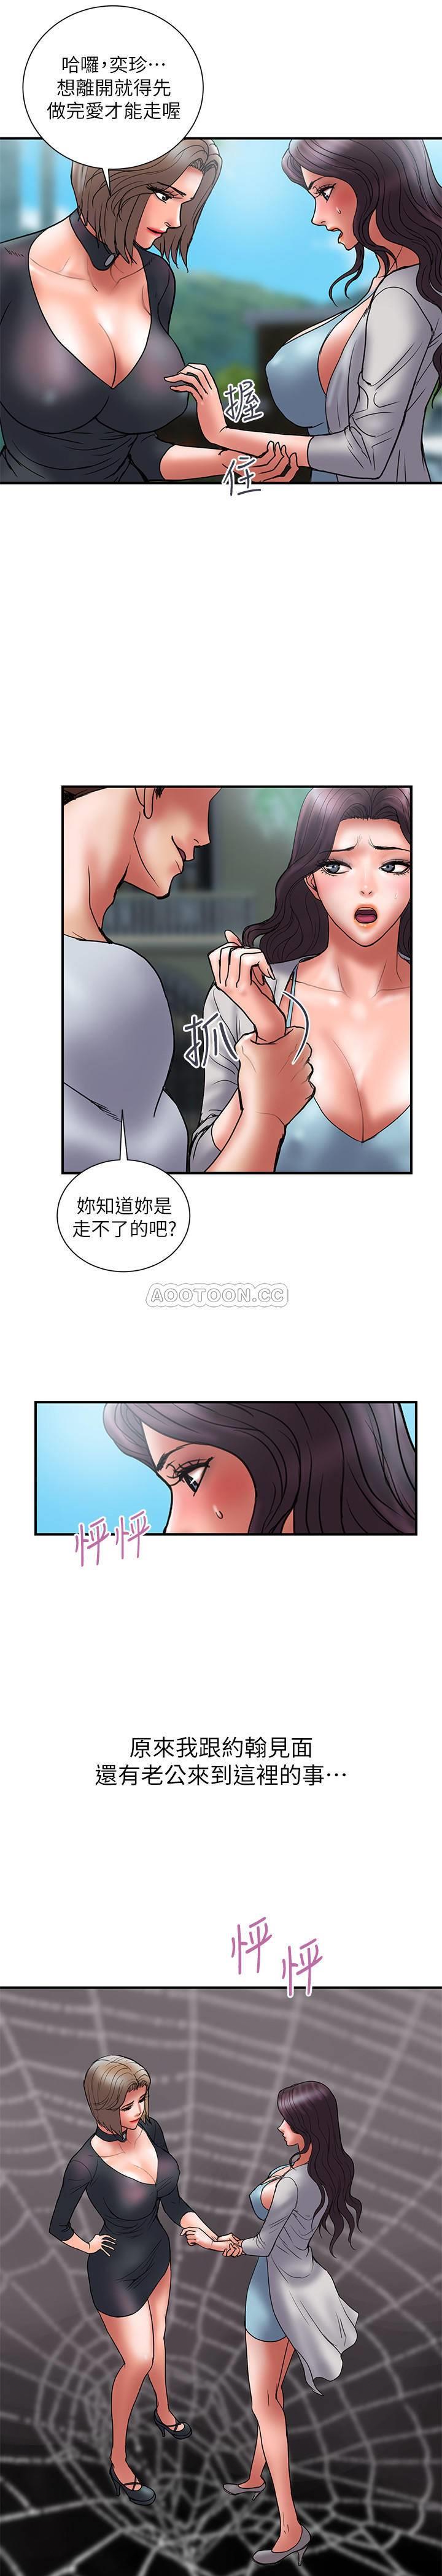 哈囉，奕珍⋯
想離開就得先
做完愛才能走喔
握
住
抓
妳知道妳是
走不了的吧?
AOOTOON.CC
怦怦
原來我跟約翰見面
還有老公來到這裡的事⋯
怦
怦